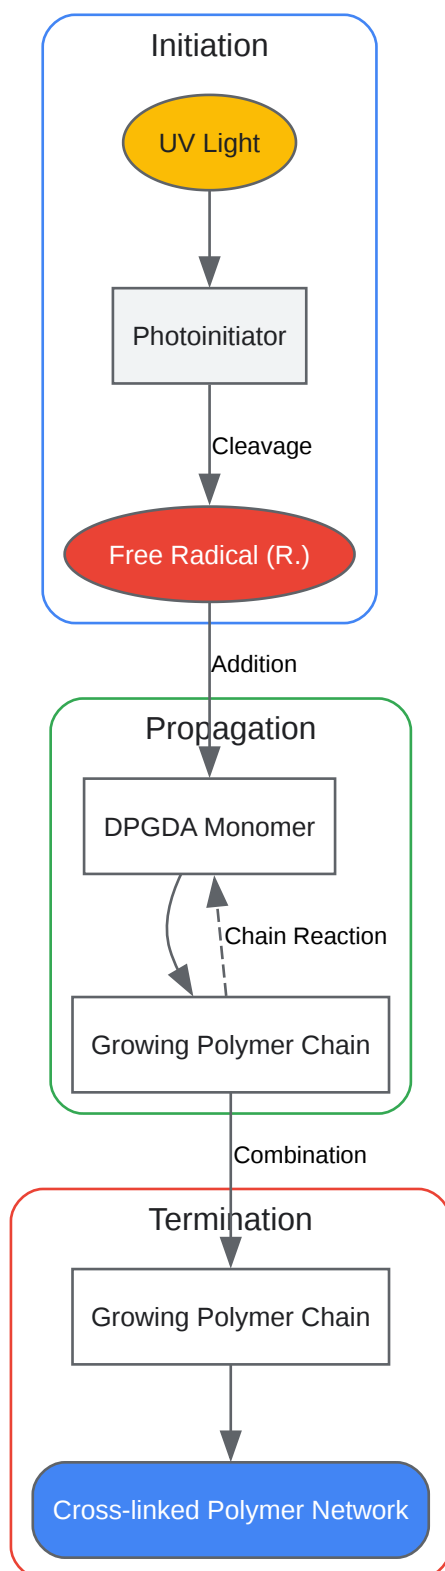 Initiation
UV Light
Photoinitiator
Cleavage
Free Radical (R.)
Addition
Propagation
DPGDA Monomer
Chain Reaction
Growing Polymer Chain
Combination
Termination
Growing Polymer Chain
Cross-linked Polymer Network